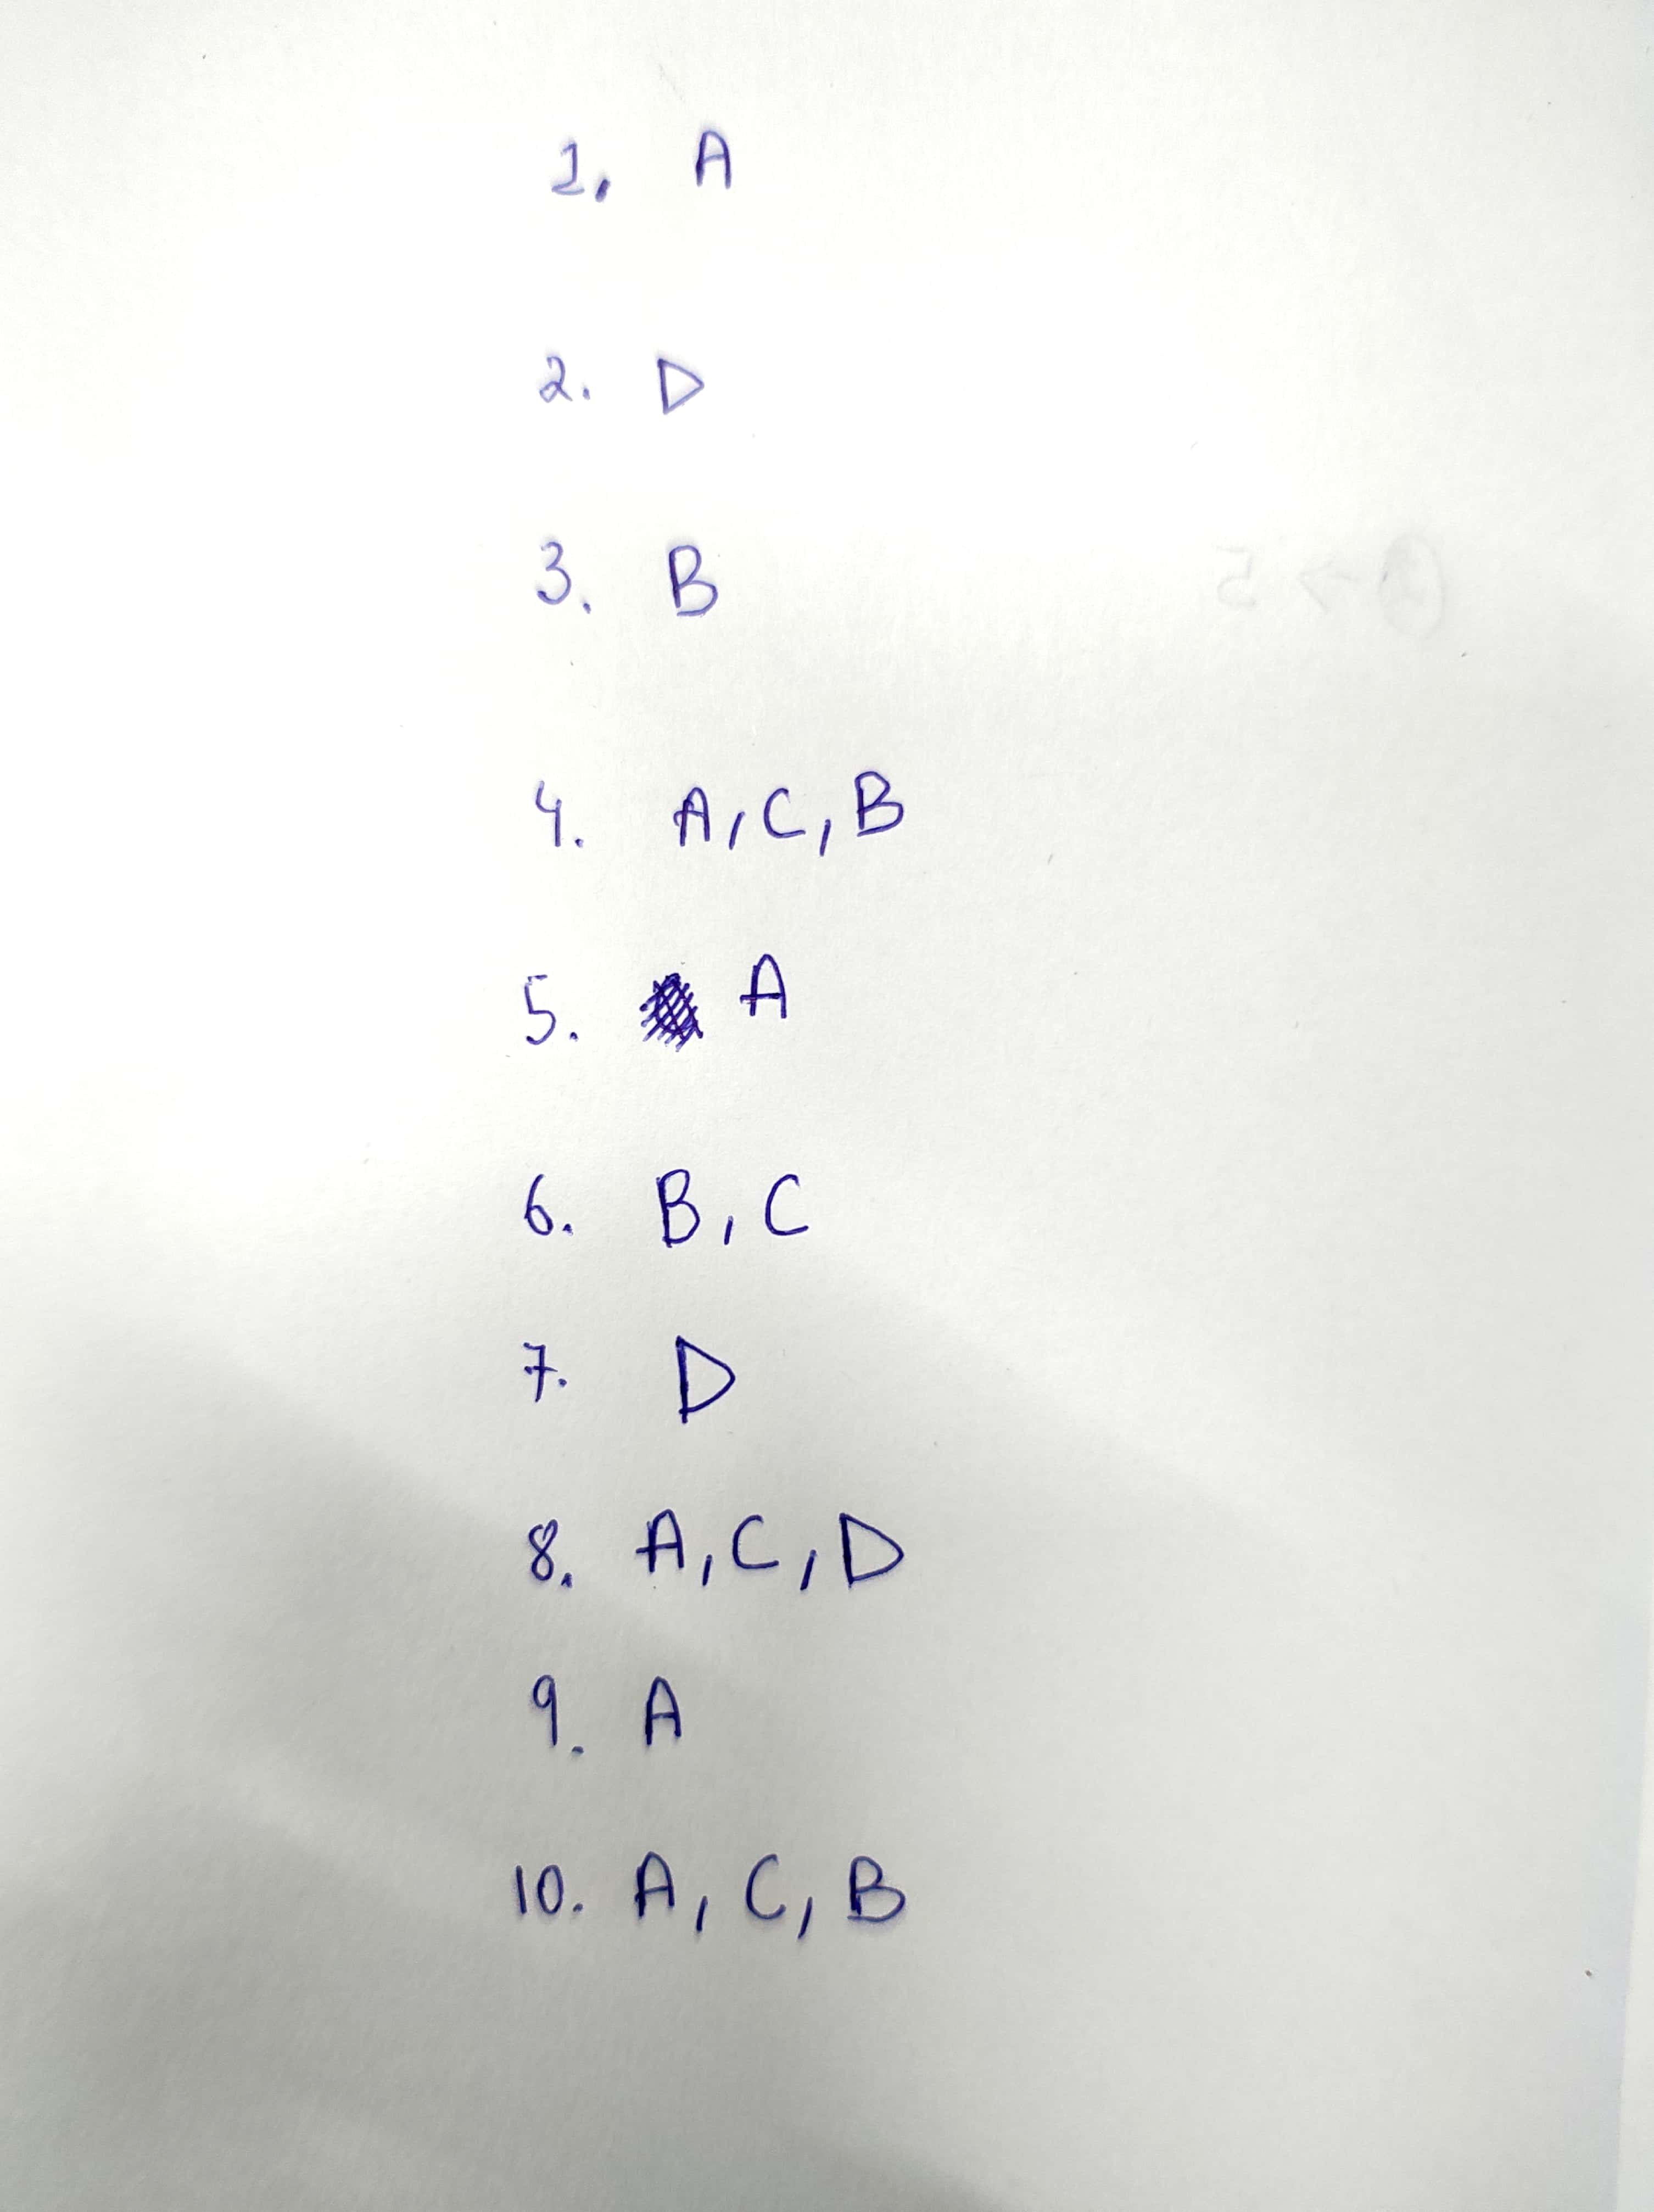 1. A
2. D
3. B
4. A, C, B
5. A
6. B, C
7. D
8. A, C, D
9. A
10. A, C, B